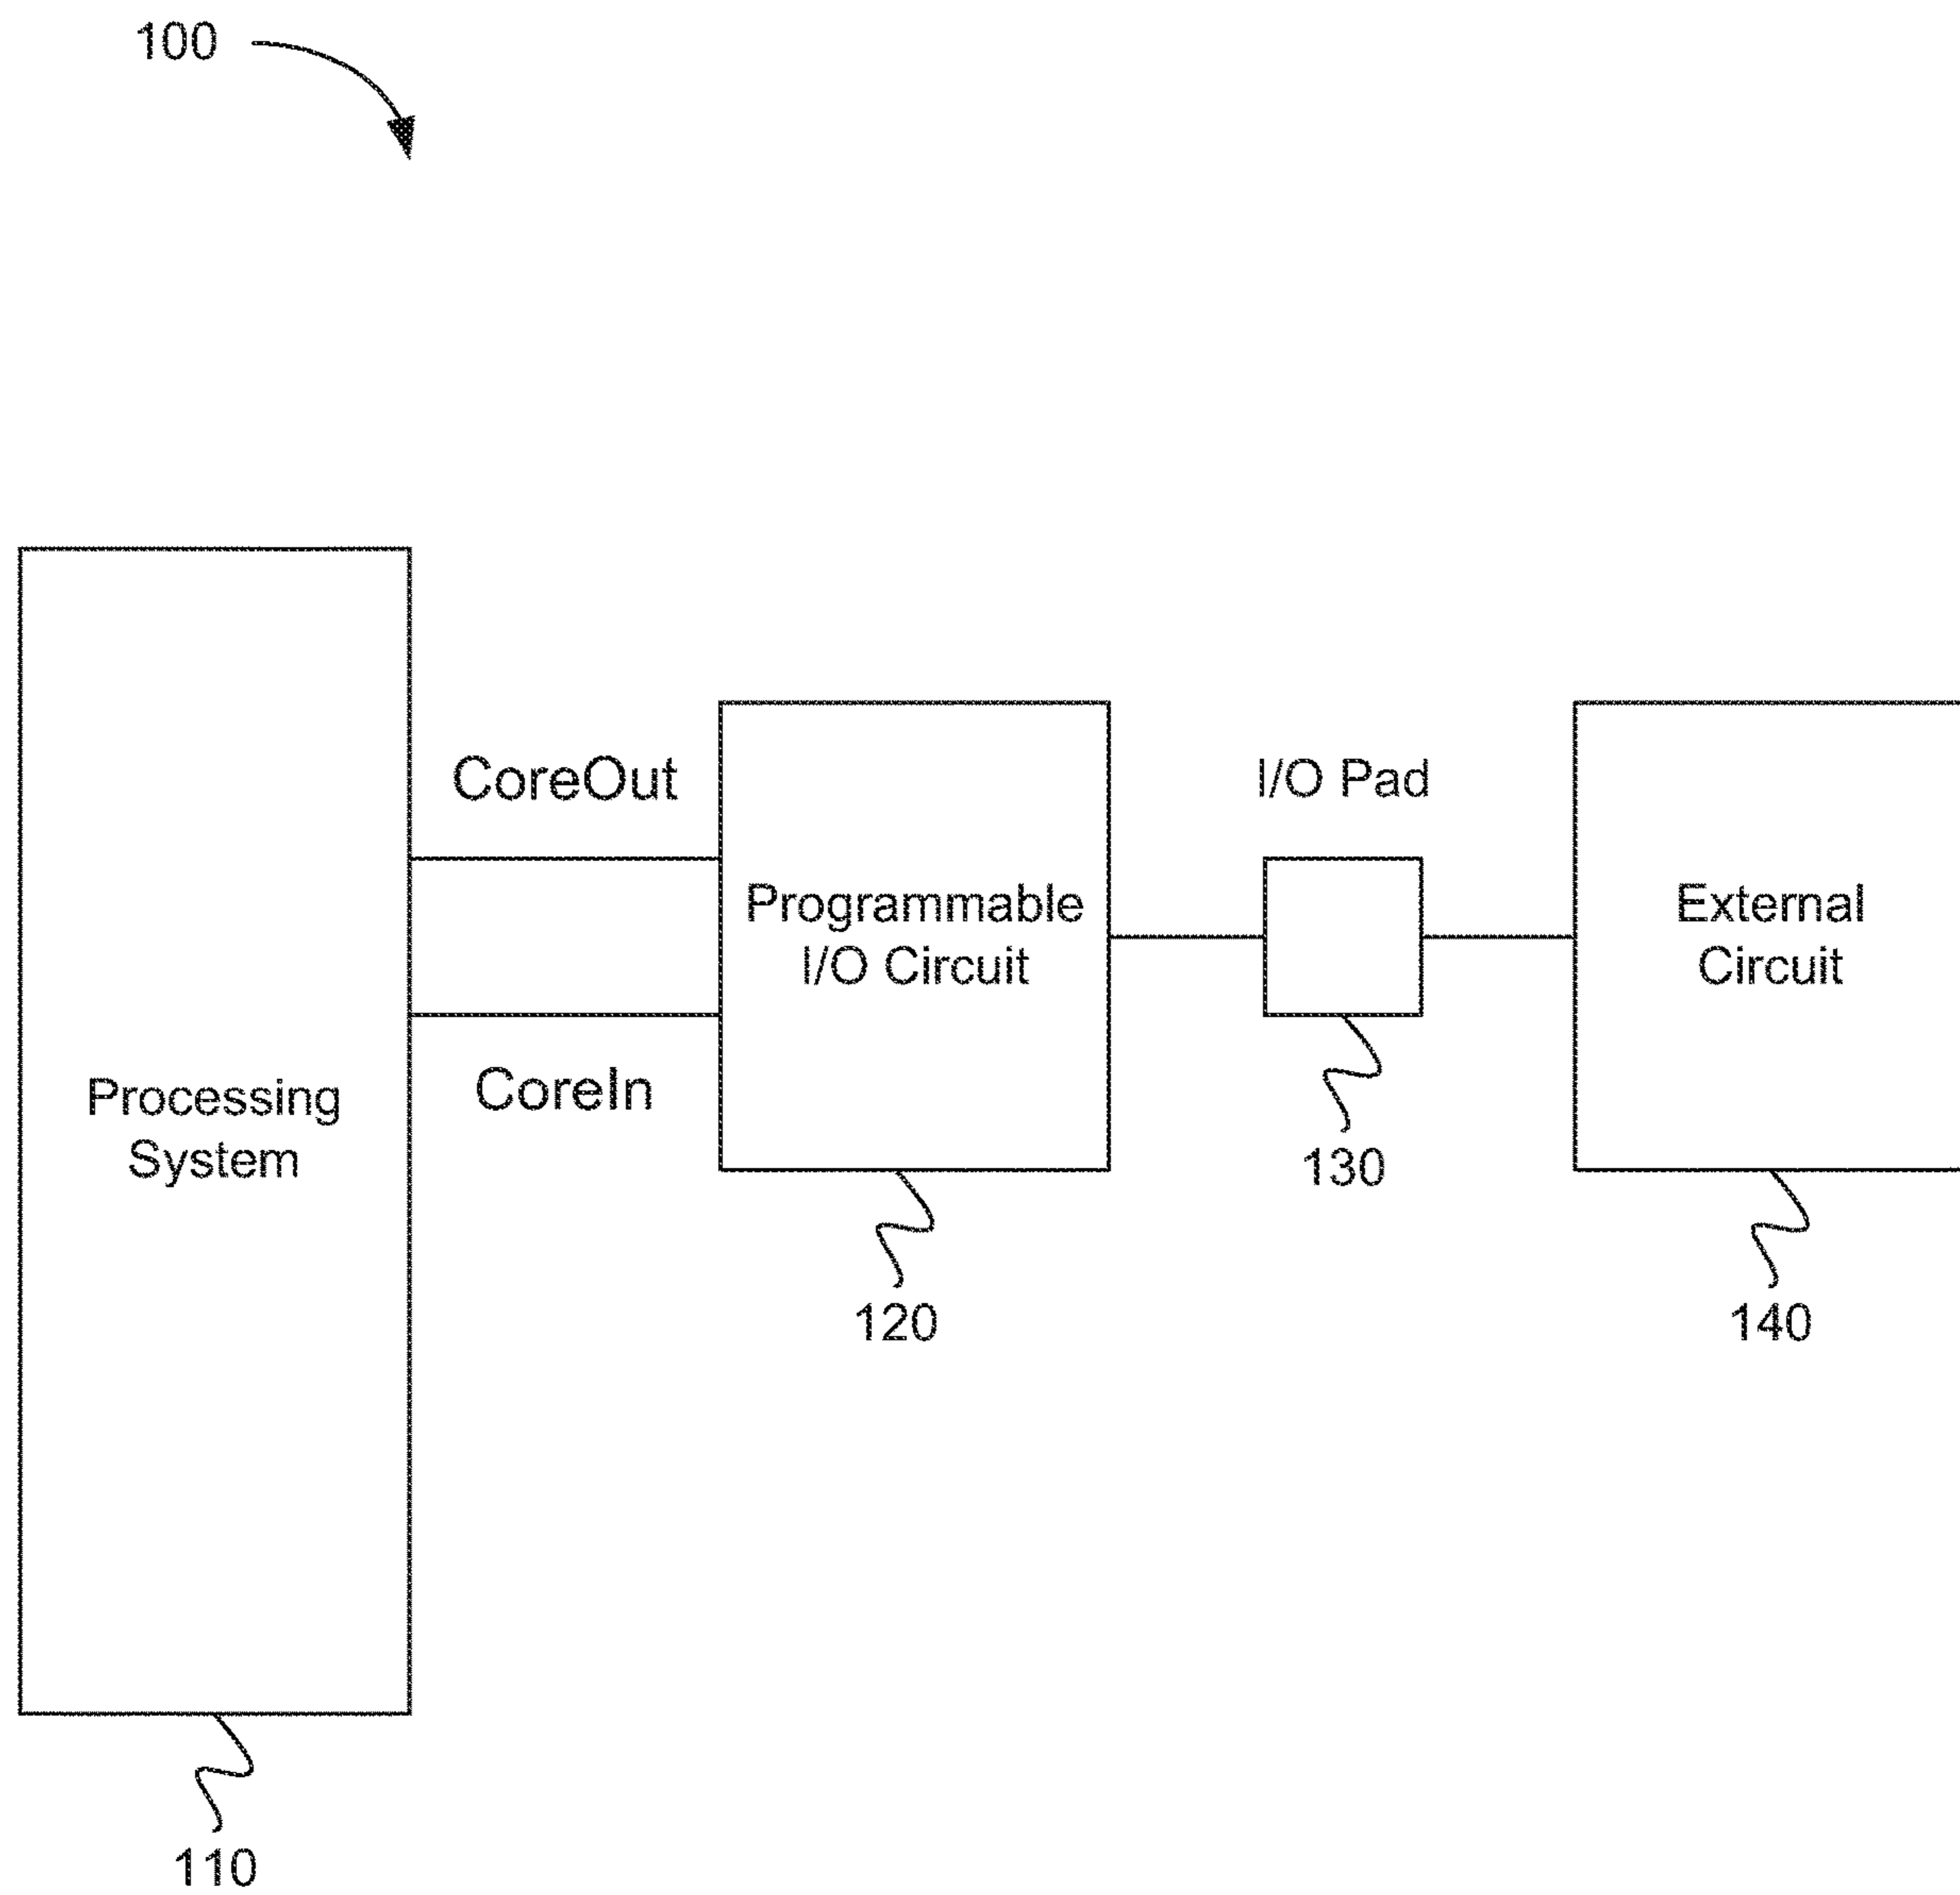 100
CoreOut
I/O Pad
Programmable
I/O Circuit
External
Circuit
Processing
System
CoreIn
130
120
140
110